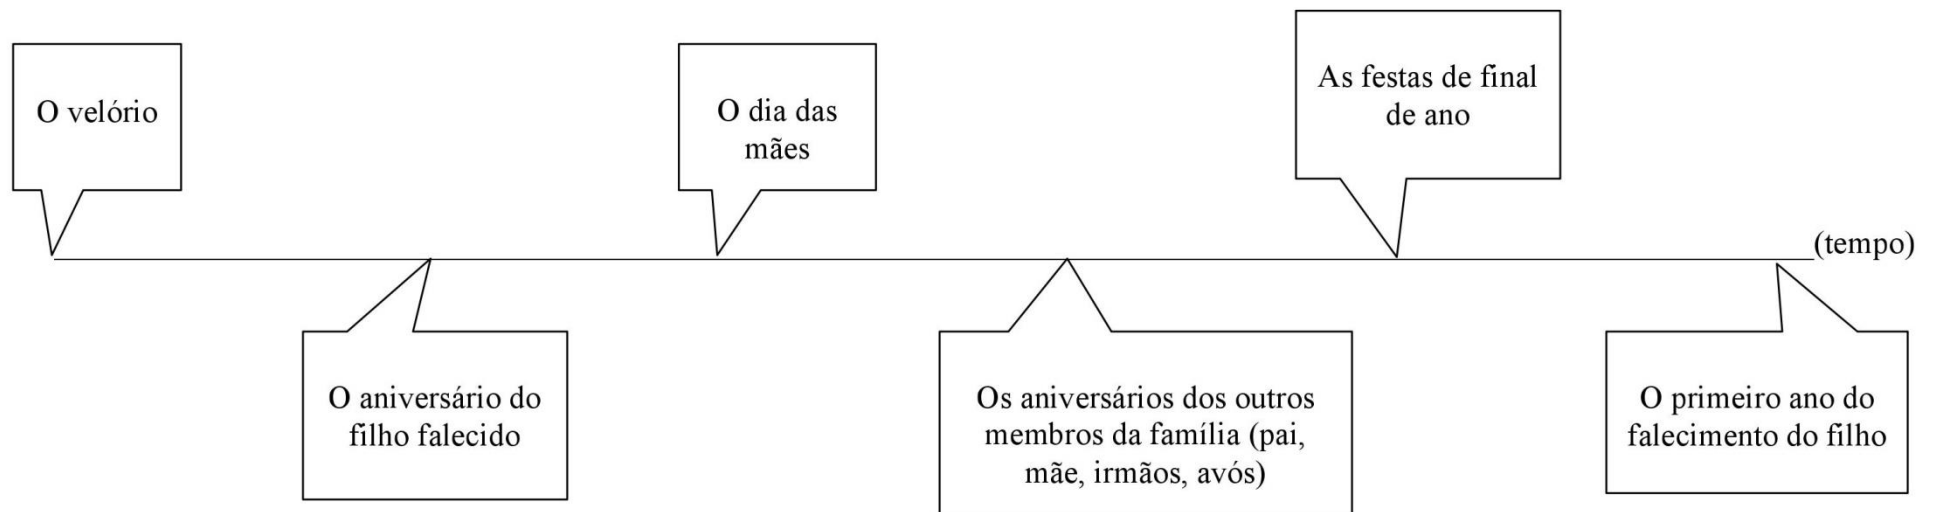 O velório
O dia das
mães
As festas de final
de ano
(tempo)
O aniversário do
filho falecido
Os aniversários dos outros
membros da família (pai,
mãe, irmãos, avós)
O primeiro ano do
falecimento do filho